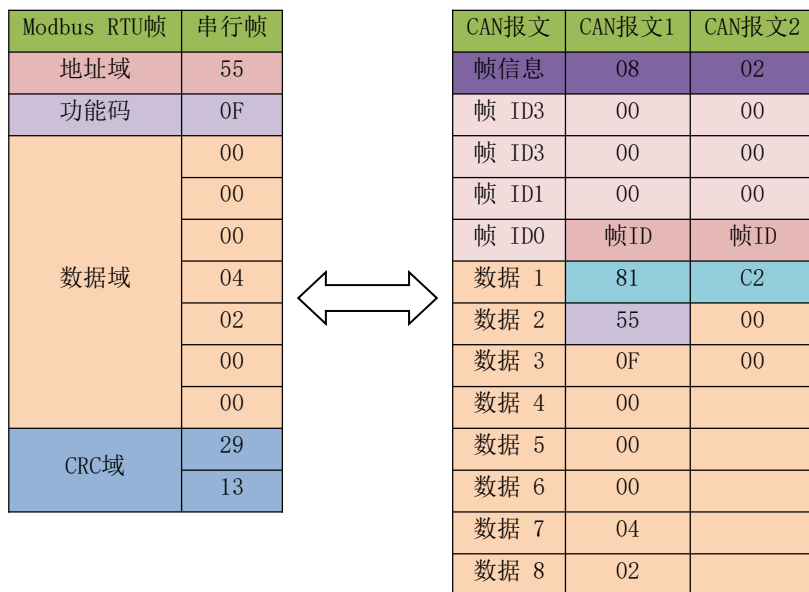 Modbus RTU帧 串行帧
地址域 55
功能码 0F
数据域 00
00
00
04
02
00
00
CRC域 29
13
CAN报文 CAN报文1 CAN报文2
帧信息 08 02
帧 ID3 00 00
帧 ID3 00 00
帧 ID1 00 00
帧 ID0 帧ID 帧ID
数据 1 81 C2
数据 2 55 00
数据 3 0F 00
数据 4 00
数据 5 00
数据 6 00
数据 7 04
数据 8 02